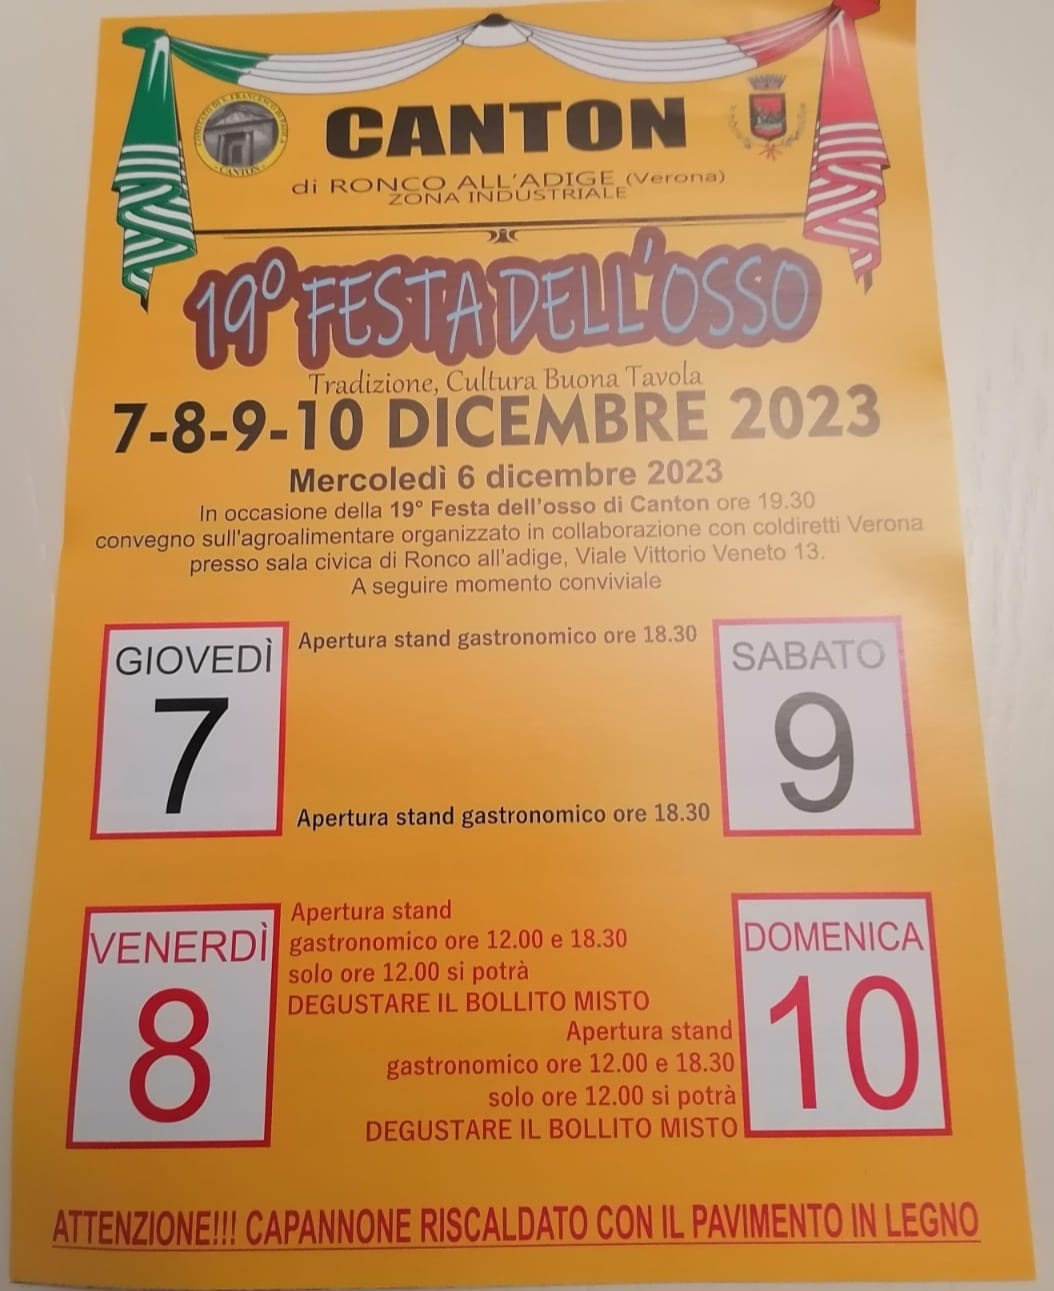 CANTON
di RONCO ALL'ADIGE (Verona)
ZONA INDUSTRIALE
19° FESTA DELL'OSSO
Tradizione, Cultura Buona Tavola
7-8-9-10 DICEMBRE 2023
Mercoledì 6 dicembre 2023
In occasione della 19° Festa dell'osso di Canton ore 19.30
convegno sull'agroalimentare organizzato in collaborazione con coldiretti Verona
presso sala civica di Ronco all'adige, Viale Vittorio Veneto 13.
A seguire momento conviviale
GIOVEDÌ
7
Apertura stand gastronomico ore 18.30
SABATO
9
Apertura stand gastronomico ore 18.30
VENERDÌ
8
Apertura stand
gastronomico ore 12.00 e 18.30
solo ore 12.00 si potrà
DEGUSTARE IL BOLLITO MISTO
DOMENICA
10
Apertura stand
gastronomico ore 12.00 e 18.30
solo ore 12.00 si potrà
DEGUSTARE IL BOLLITO MISTO
ATTENZIONE!!! CAPANNONE RISCALDATO CON IL PAVIMENTO IN LEGNO